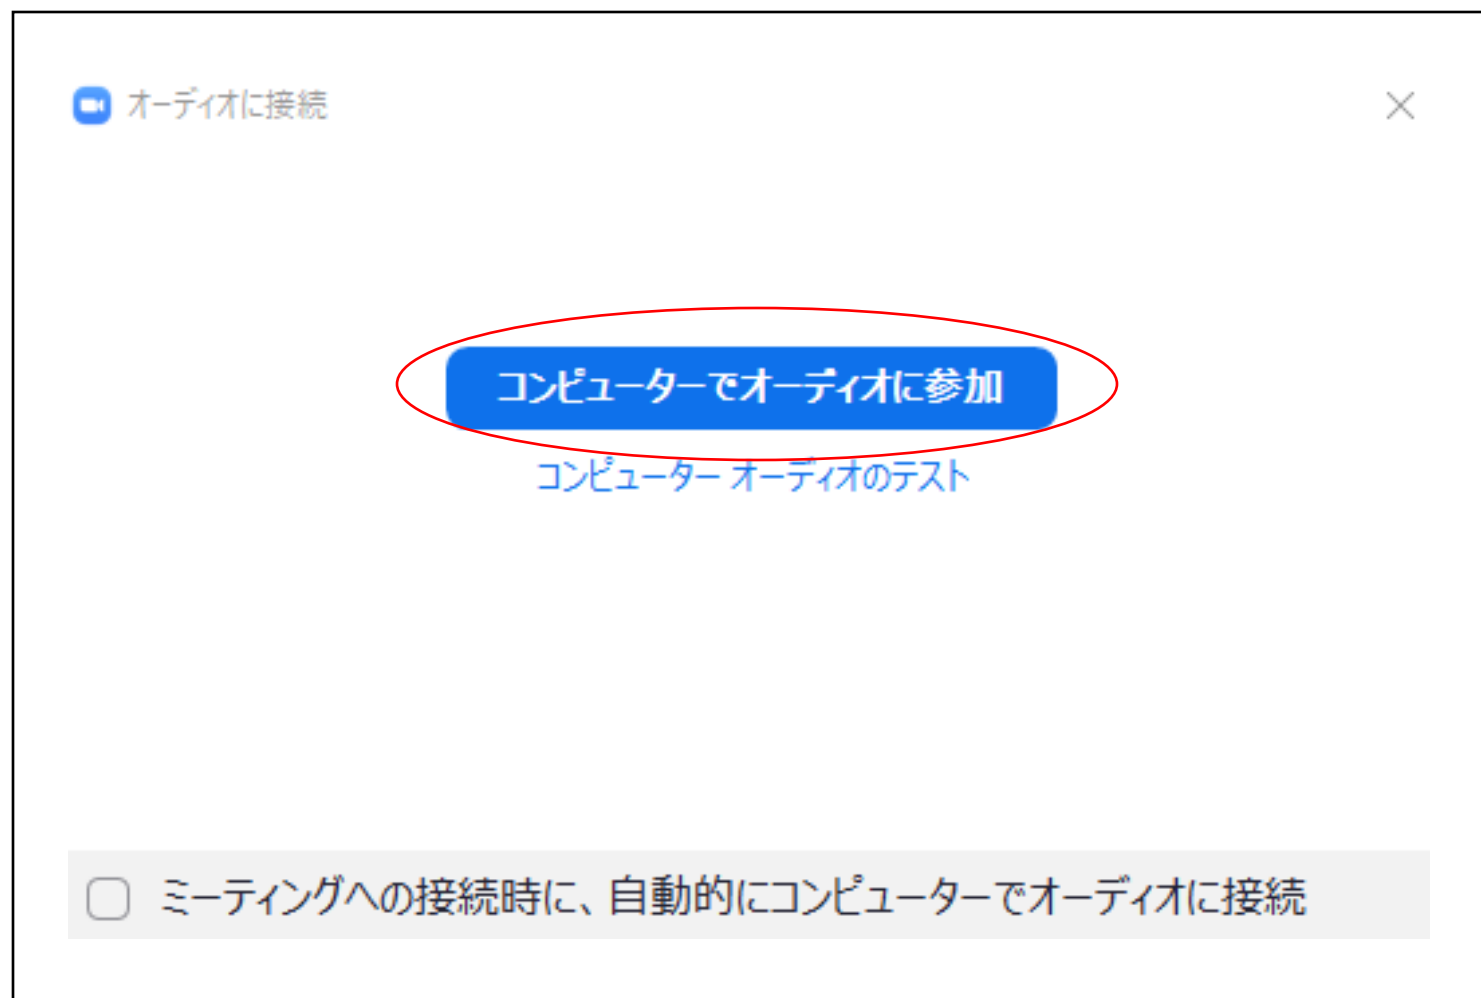 オーディオに接続
コンピューターでオーディオに参加
コンピューター オーディオのテスト
ミーティングへの接続時に、自動的にコンピューターでオーディオに接続